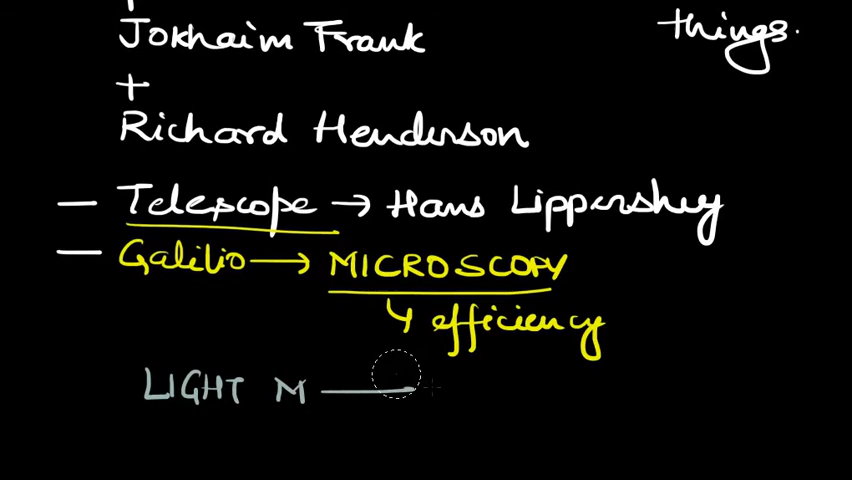 Jokhaim Frank
things.
+
Richard Henderson
— Telescope → Hans Lippershey
— Galilio → MICROSCOPY
↳ efficiency
LIGHT M —